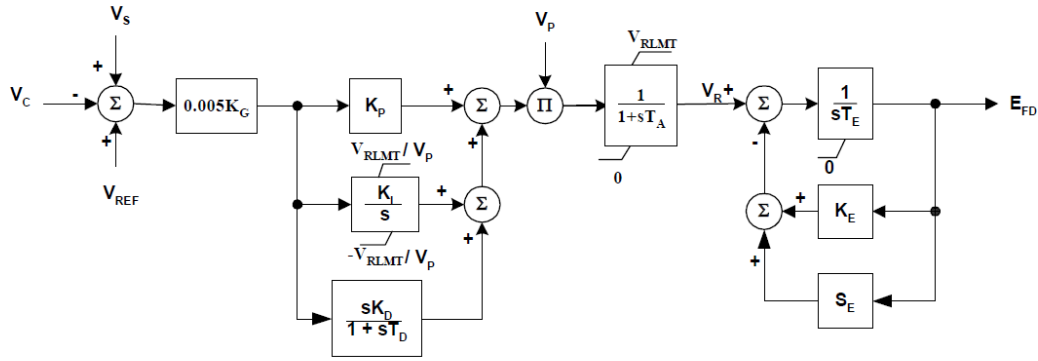 V_S
+
V_C
-
Σ
+
V_REF
0.005K_G
K_P
V_RLMT / V_P
K_I
s
-V_RLMT / V_P
sK_D
1 + sT_D
+
Σ
+
+
Σ
+
V_P
Π
V_RLMT
1
1+sT_A
0
V_R
+
Σ
-
1
sT_E
0
E_FD
Σ
+
K_E
+
S_E